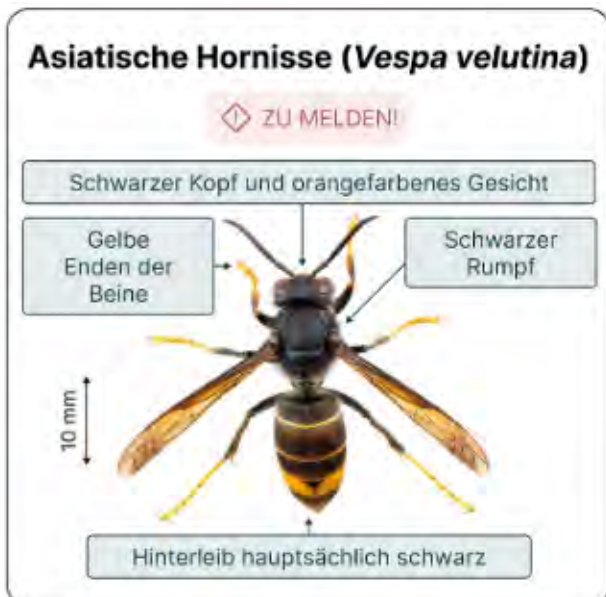 Asiatische Hornisse (Vespa velutina)
ZU MELDEN!
Schwarzer Kopf und orangefarbenes Gesicht
Gelbe
Enden der
Beine
Schwarzer
Rumpf
10 mm
Hinterleib hauptsächlich schwarz